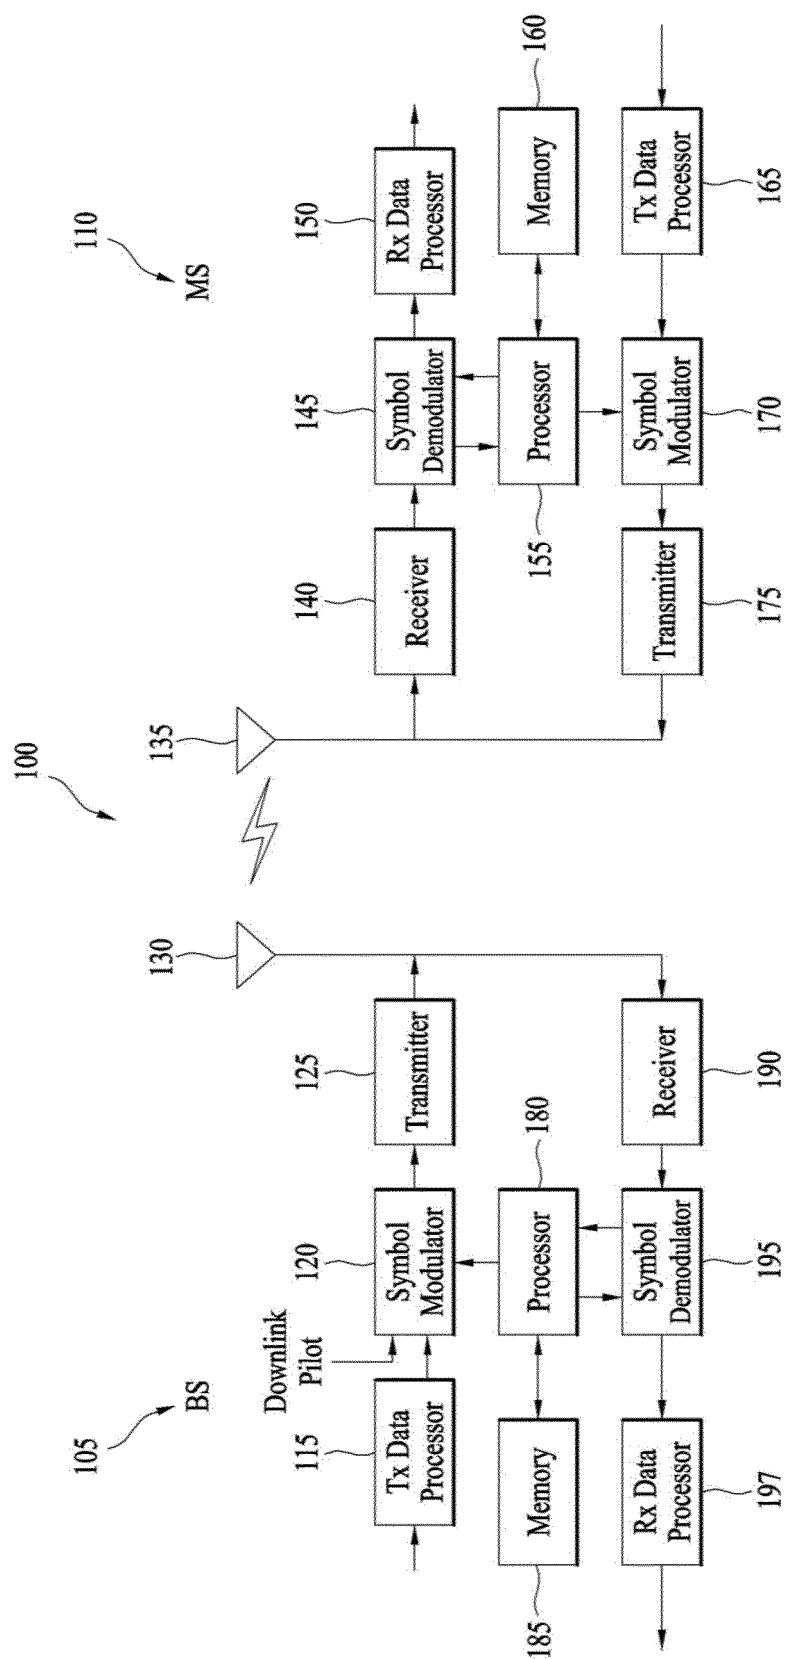 100
105
BS
110
MS
115
Tx Data
Processor
Downlink
Pilot
120
Symbol
Modulator
125
Transmitter
130
135
140
Receiver
145
Symbol
Demodulator
150
Rx Data
Processor
185
Memory
180
Processor
155
Processor
160
Memory
197
Rx Data
Processor
195
Symbol
Demodulator
190
Receiver
175
Transmitter
170
Symbol
Modulator
165
Tx Data
Processor